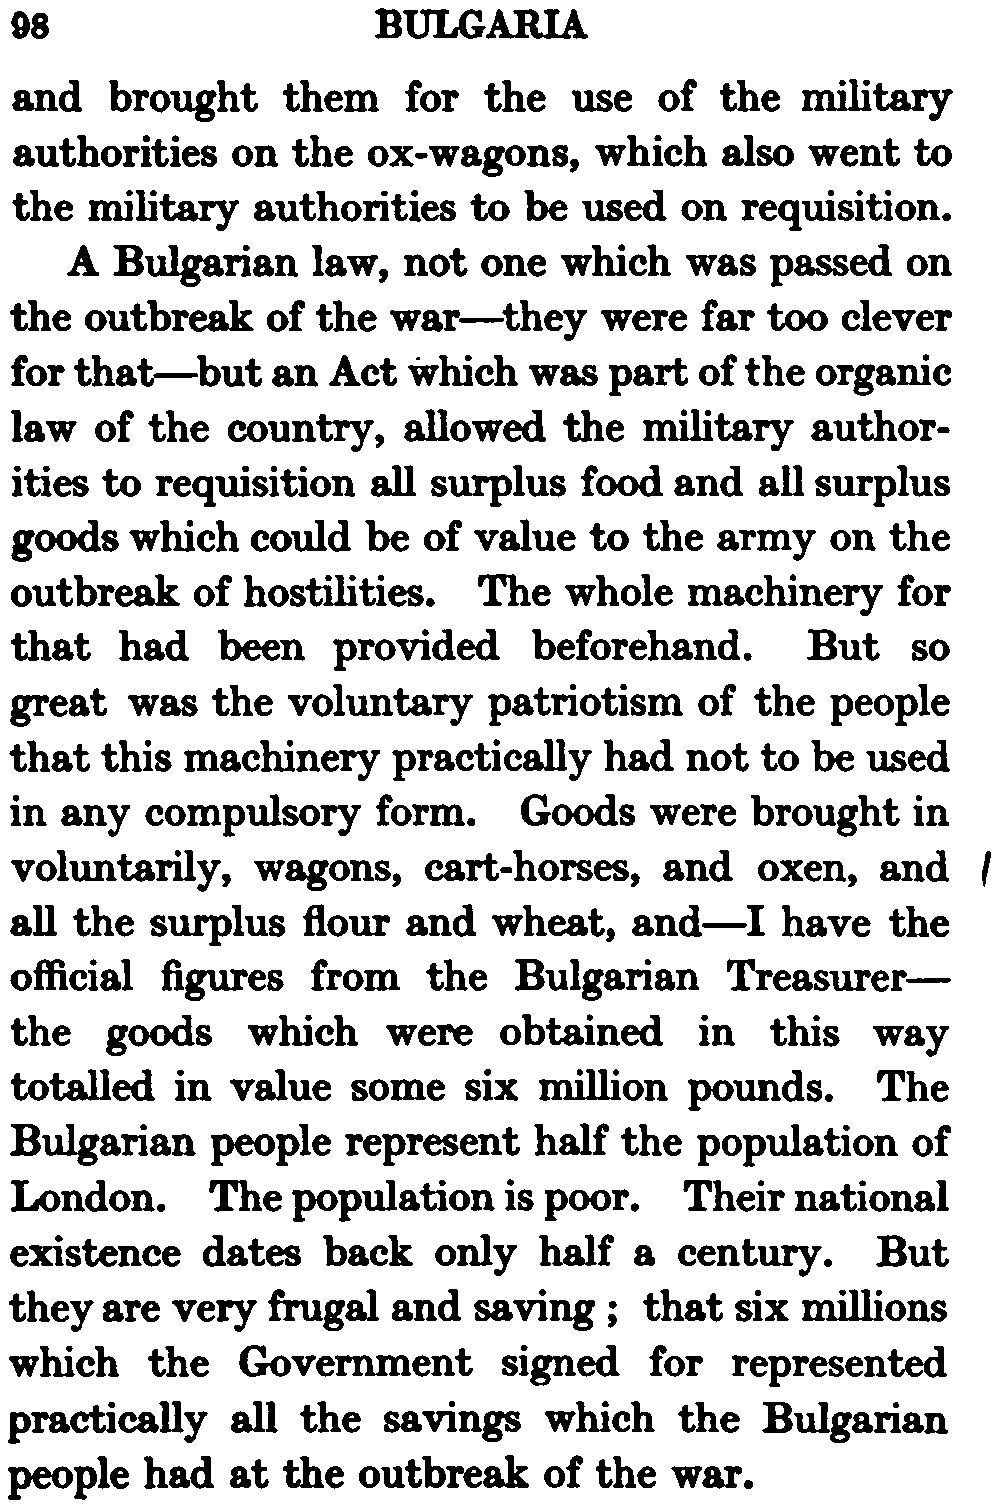 98 BULGARIA
and brought them for the use of the military
authorities on the ox-wagons, which also went to
the military authorities to be used on requisition.
A Bulgarian law, not one which was passed on
the outbreak of the war—they were far too clever
for that—but an Act which was part of the organic
law of the country, allowed the military author-
ities to requisition all surplus food and all surplus
goods which could be of value to the army on the
outbreak of hostilities. The whole machinery for
that had been provided beforehand. But so
great was the voluntary patriotism of the people
that this machinery practically had not to be used
in any compulsory form. Goods were brought in
voluntarily, wagons, cart-horses, and oxen, and
all the surplus flour and wheat, and—I have the
official figures from the Bulgarian Treasurer—
the goods which were obtained in this way
totalled in value some six million pounds. The
Bulgarian people represent half the population of
London. The population is poor. Their national
existence dates back only half a century. But
they are very frugal and saving ; that six millions
which the Government signed for represented
practically all the savings which the Bulgarian
people had at the outbreak of the war.